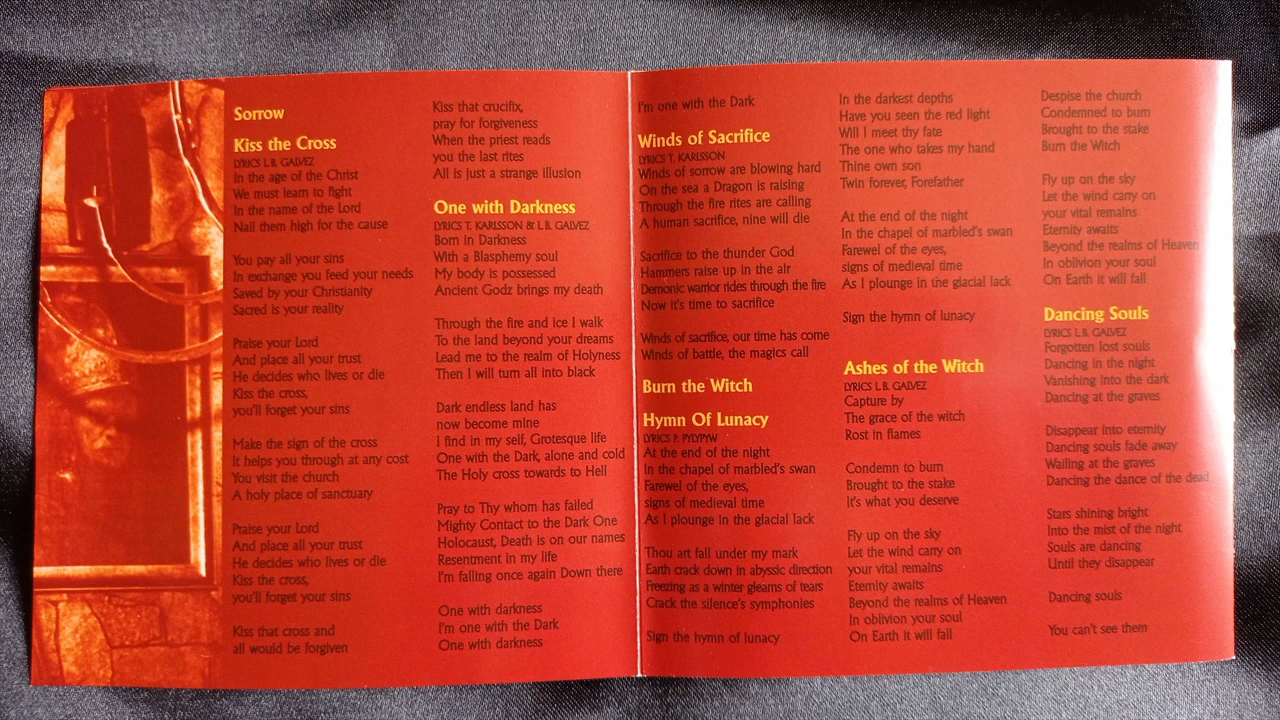 Sorrow
Kiss the Cross
LYRICS L.B. GALVEZ
In the age of the Christ
We must learn to fight
In the name of the Lord
Nail them high for the cause
You pay all your sins
In exchange you feed your needs
Saved by your Christianity
Sacred is your reality
Praise your Lord
And place all your trust
He decides who lives or die
Kiss the cross,
you'll forget your sins
Make the sign of the cross
It helps you through at any cost
You visit the church
A holy place of sanctuary
Praise your Lord
And place all your trust
He decides who lives or die
Kiss the cross,
you'll forget your sins
Kiss that cross and
all would be forgiven
Kiss that crucifix,
pray for forgiveness
When the priest reads
you the last rites
All is just a strange illusion
One with Darkness
LYRICS T. KARLSSON & L.B. GALVEZ
Born in Darkness
With a Blasphemy soul
My body is possessed
Ancient Godz brings my death
Through the fire and ice I walk
To the land beyond your dreams
Lead me to the realm of Holyness
Then I will turn all into black
Dark endless land has
now become mine
I find in my self, Grotesque life
One with the Dark, alone and cold
The Holy cross towards to Hell
Pray to Thy whom has failed
Mighty Contact to the Dark One
Holocaust, Death is on our names
Resentment in my life
I'm falling once again Down there
One with darkness
I'm one with the Dark
One with darkness
I'm one with the Dark
Winds of Sacrifice
LYRICS T. KARLSSON
Winds of sorrow are blowing hard
On the sea a Dragon is raising
Through the fire rites are calling
A human sacrifice, nine will die
Sacrifice to the thunder God
Hammers raise up in the air
Demonic warrior rides through the fire
Now it's time to sacrifice
Winds of sacrifice, our time has come
Winds of battle, the magics call
Burn the Witch
Hymn Of Lunacy
LYRICS P. PYLYPYW
At the end of the night
In the chapel of marbled's swan
Farewel of the eyes,
signs of medieval time
As I plounge in the glacial lack
Thou art fall under my mark
Earth crack down in abyssic direction
Freezing as a winter gleams of tears
Crack the silence's symphonies
Sign the hymn of lunacy
In the darkest depths
Have you seen the red light
Will I meet thy fate
The one who takes my hand
Thine own son
Twin forever, Forefather
At the end of the night
In the chapel of marbled's swan
Farewel of the eyes,
signs of medieval time
As I plounge in the glacial lack
Sign the hymn of lunacy
Ashes of the Witch
LYRICS L.B. GALVEZ
Capture by
The grace of the witch
Rost in flames
Condemn to burn
Brought to the stake
It's what you deserve
Fly up on the sky
Let the wind carry on
your vital remains
Eternity awaits
Beyond the realms of Heaven
In oblivion your soul
On Earth it will fall
Despise the church
Condemned to burn
Brought to the stake
Burn the Witch
Fly up on the sky
Let the wind carry on
your vital remains
Eternity awaits
Beyond the realms of Heaven
In oblivion your soul
On Earth it will fall
Dancing Souls
LYRICS L.B. GALVEZ
Forgotten lost souls
Dancing in the night
Vanishing into the dark
Dancing at the graves
Disappear into eternity
Dancing souls fade away
Wailing at the graves
Dancing the dance of the dead
Stars shining bright
Into the mist of the night
Souls are dancing
Until they disappear
Dancing souls
You can't see them